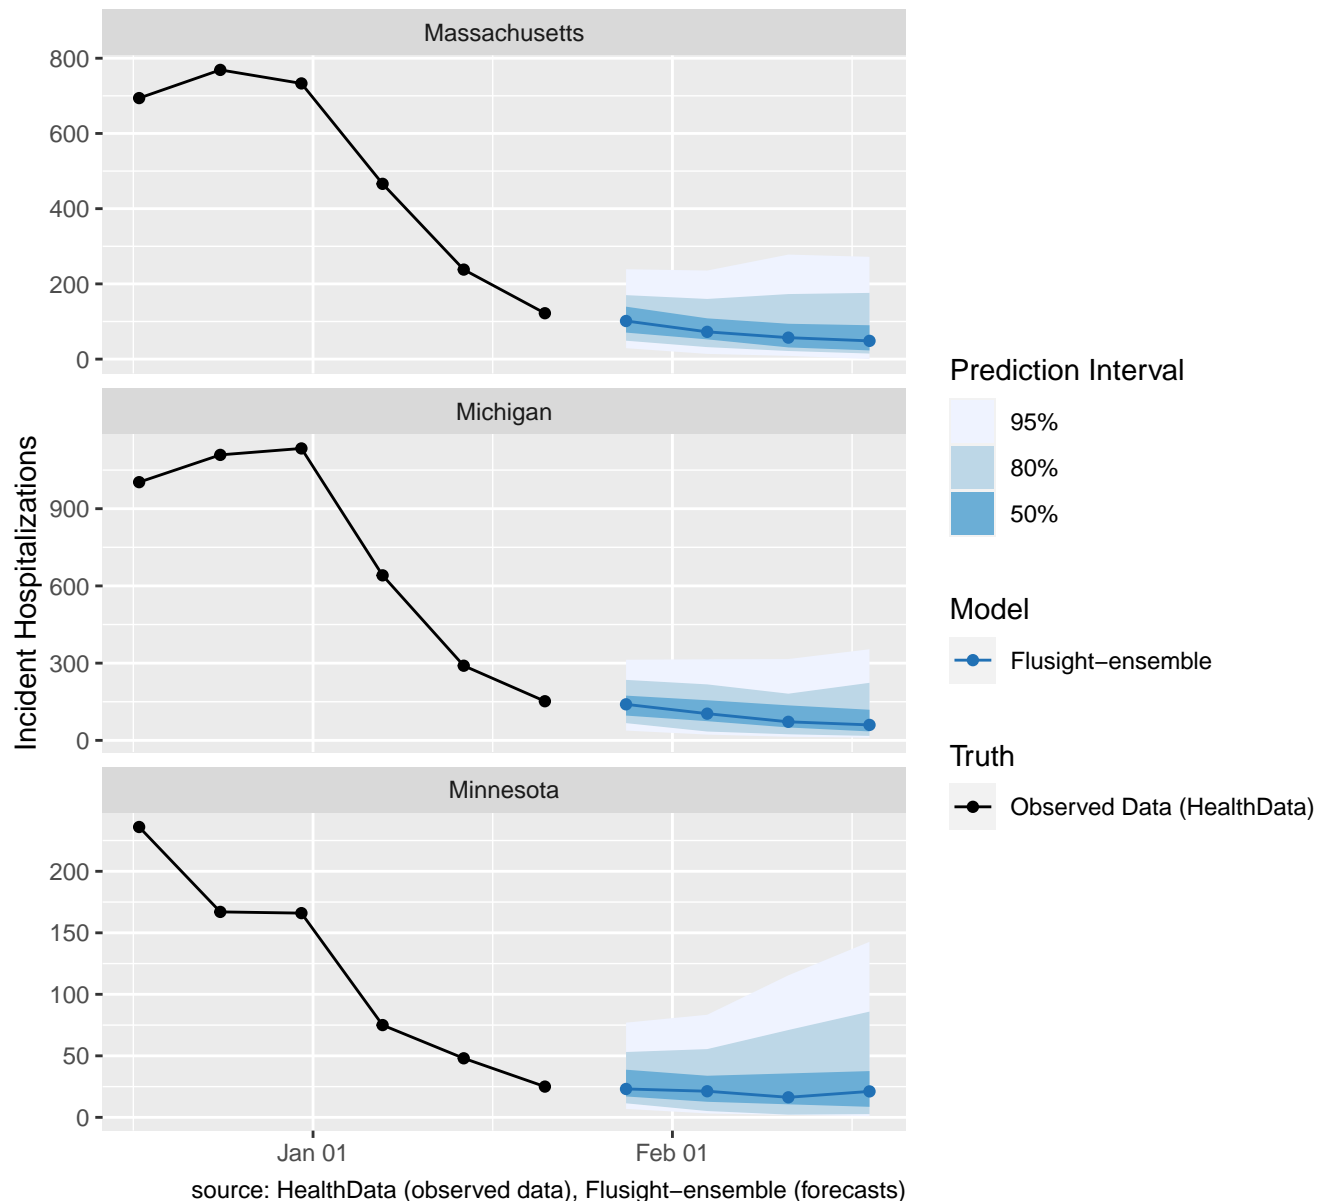 Massachusetts
800
600
400
200
0
Michigan
900
600
300
0
Minnesota
200
150
100
50
0
Incident Hospitalizations
Jan 01
Feb 01
source: HealthData (observed data), Flusight−ensemble (forecasts)
Prediction Interval
95%
80%
50%
Model
Flusight−ensemble
Truth
Observed Data (HealthData)